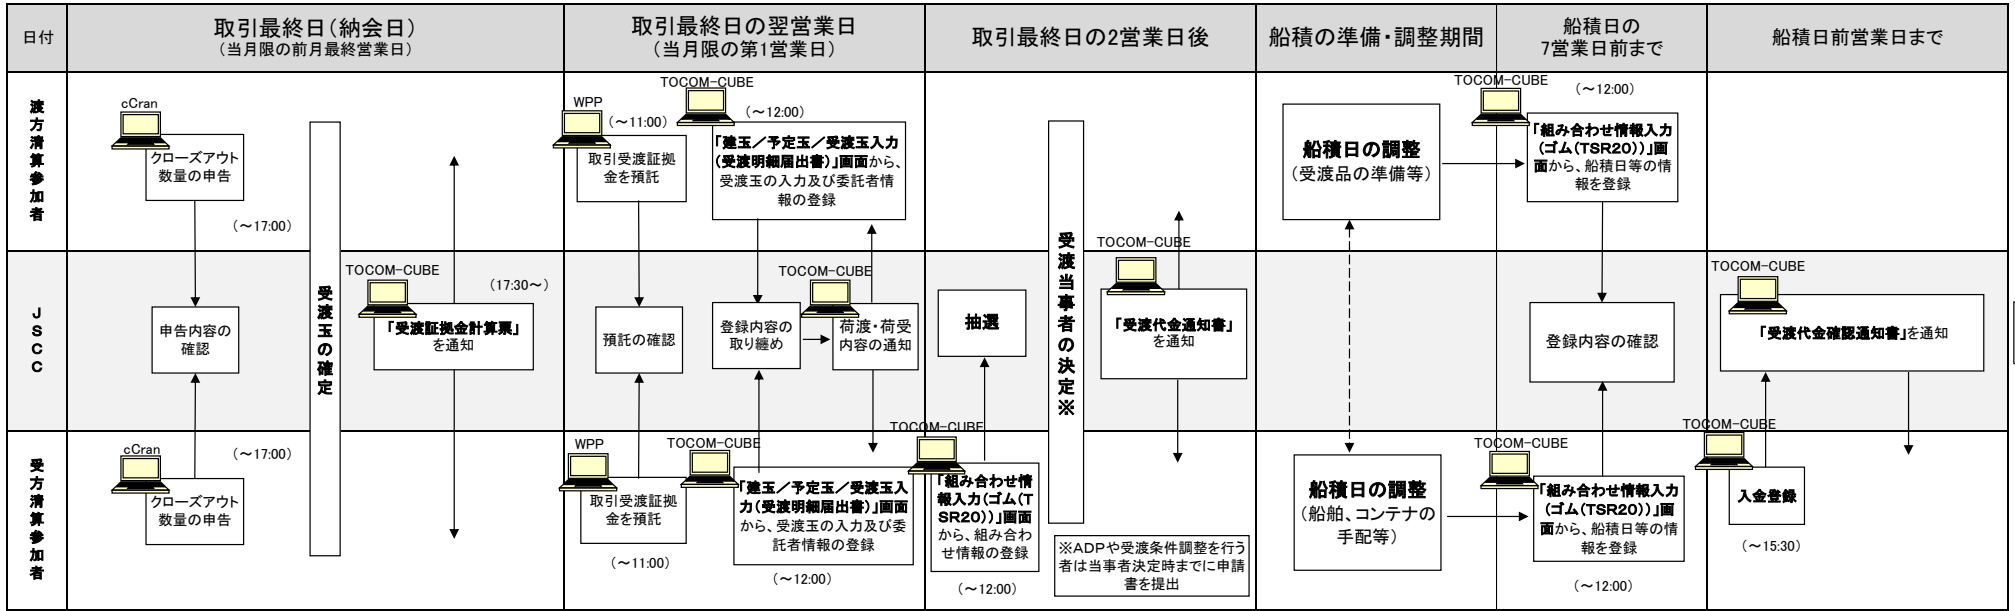 日付
取引最終日（納会日）
（当月限の前月最終営業日）
取引最終日の翌営業日
（当月限の第1営業日）
取引最終日の2営業日後
船積の準備・調整期間
船積日の
7営業日前まで
船積日前営業日まで
渡方清算参加者
cCran
クローズアウト
数量の申告
（～17:00）
受渡玉の確定
WPP
（～11:00）
取引受渡証拠
金を預託
TOCOM-CUBE
（～12:00）
「建玉／予定玉／受渡玉入力
（受渡明細届出書）」画面から、
受渡玉の入力及び委託者情
報の登録
受渡当事者の決定※
船積日の調整
（受渡品の準備等）
TOCOM-CUBE
（～12:00）
「組み合わせ情報入力
（ゴム（TSR20））」画
面から、船積日等の情
報を登録
JSCC
申告内容の
確認
TOCOM-CUBE
（17:30～）
「受渡証拠金計算票」
を通知
預託の確認
登録内容の
取り纏め
TOCOM-CUBE
荷渡・荷受
内容の通知
抽選
TOCOM-CUBE
「受渡代金通知書」
を通知
登録内容の確認
TOCOM-CUBE
「受渡代金確認通知書」を通知
受方清算参加者
cCran
（～17:00）
クローズアウト
数量の申告
WPP
取引受渡証拠
金を預託
（～11:00）
TOCOM-CUBE
「建玉／予定玉／受渡玉入
力（受渡明細届出書）」画面
から、受渡玉の入力及び委
託者情報の登録
（～12:00）
TOCOM-CUBE
「組み合わせ情
報入力（ゴム（T
SR20））」画面
から、組み合わ
せ情報の登録
（～12:00）
※ADPや受渡条件調整を行う
者は当事者決定時までに申請
書を提出
船積日の調整
（船舶、コンテナの
手配等）
TOCOM-CUBE
「組み合わせ情報入力
（ゴム（TSR20））」画
面から、船積日等の情
報を登録
（～12:00）
TOCOM-CUBE
入金登録
（～15:30）